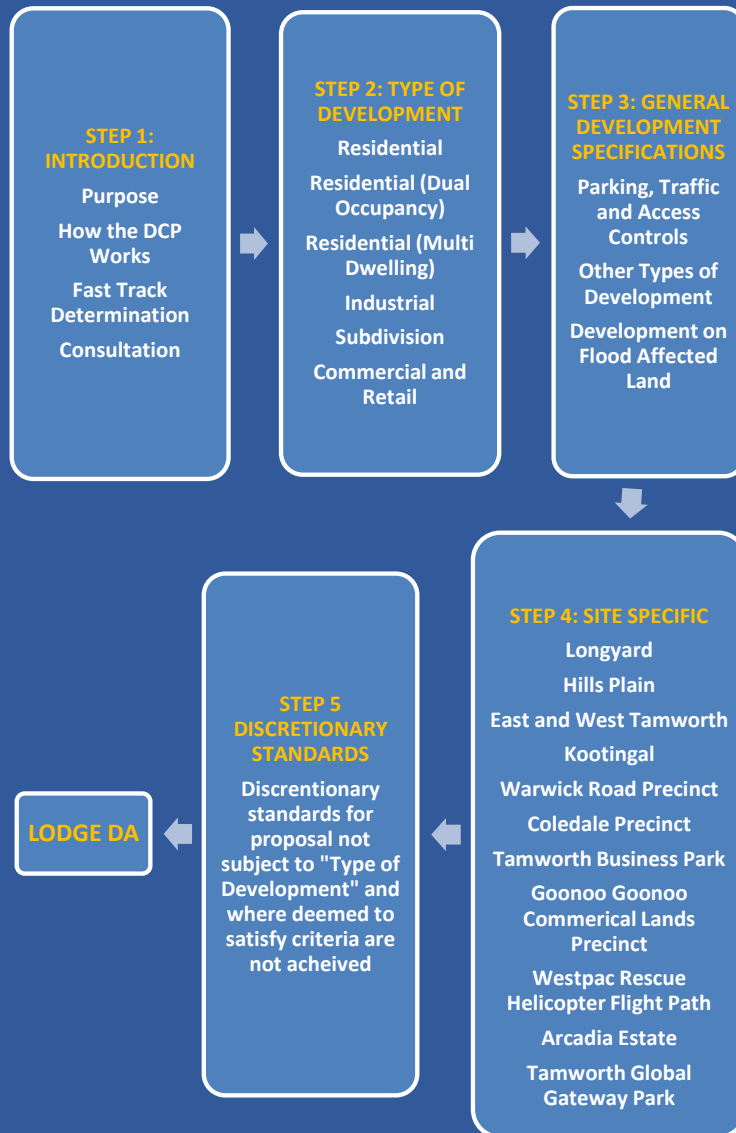 STEP 1:
INTRODUCTION
Purpose
How the DCP
Works
Fast Track
Determination
Consultation
STEP 2: TYPE OF
DEVELOPMENT
Residential
Residential (Dual
Occupancy)
Residential (Multi
Dwelling)
Industrial
Subdivision
Commercial and
Retail
STEP 3: GENERAL
DEVELOPMENT
SPECIFICATIONS
Parking, Traffic
and Access
Controls
Other Types of
Development
Development on
Flood Affected
Land
STEP 4: SITE SPECIFIC
Longyard
Hills Plain
East and West Tamworth
Kootingal
Warwick Road Precinct
Coledale Precinct
Tamworth Business Park
Goonoo Goonoo
Commerical Lands
Precinct
Westpac Rescue
Helicopter Flight Path
Arcadia Estate
Tamworth Global
Gateway Park
STEP 5
DISCRETIONARY
STANDARDS
Discrentionary
standards for
proposal not
subject to "Type of
Development" and
where deemed to
satisfy criteria are
not acheived
LODGE DA